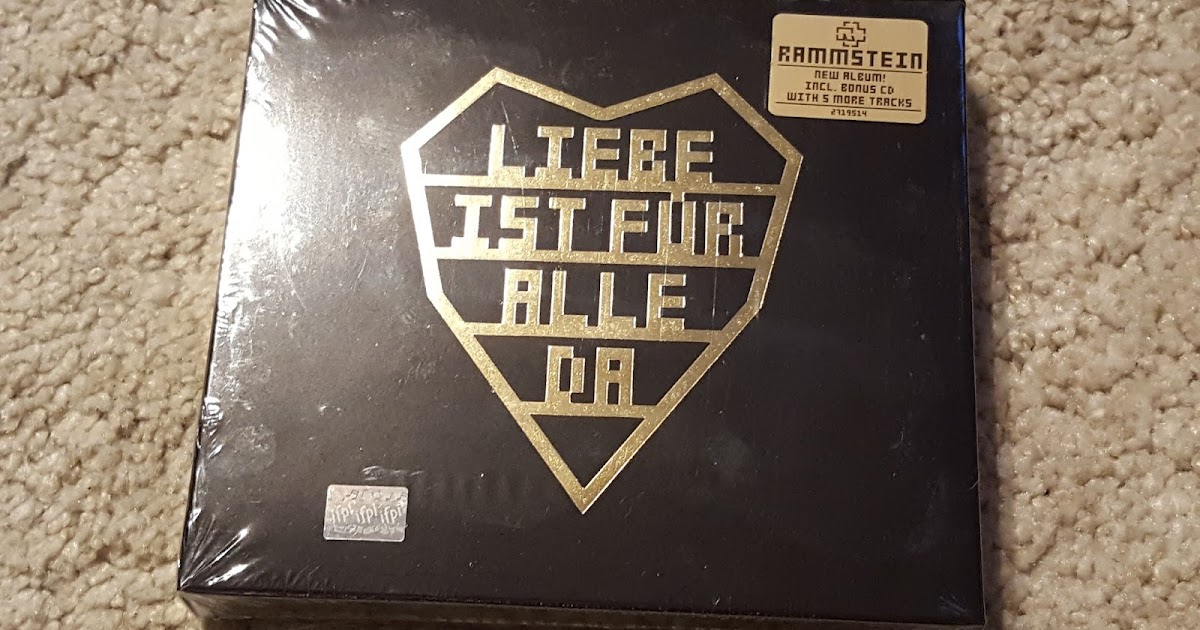 RAMMSTEIN
NEW ALBUM!
INCL. BONUS CD
WITH 5 MORE TRACKS
2719514
LIEBE
IST FÜR
ALLE
DA
ifpi ifpi ifpi